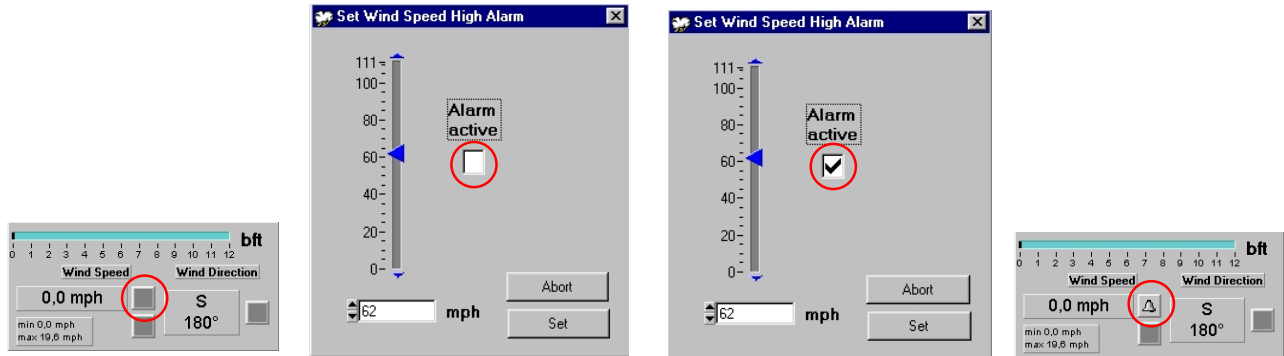 bft
0 1 2 3 4 5 6 7 8 9 10 11 12
Wind Speed Wind Direction
0,0 mph S
180°
min 0,0 mph
max 19,6 mph
Set Wind Speed High Alarm
111
100
80
60
40
20
0
Alarm
active
62 mph
Abort
Set
Set Wind Speed High Alarm
111
100
80
60
40
20
0
Alarm
active
62 mph
Abort
Set
bft
0 1 2 3 4 5 6 7 8 9 10 11 12
Wind Speed Wind Direction
0,0 mph S
180°
min 0,0 mph
max 19,6 mph